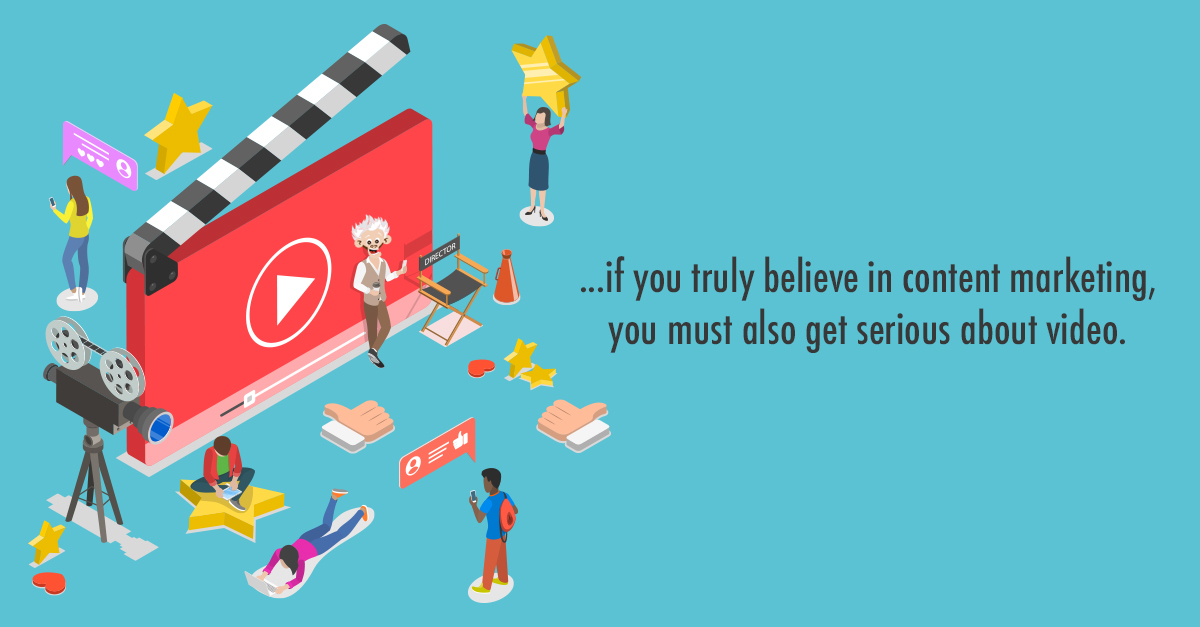 DIRECTOR
...if you truly believe in content marketing,
you must also get serious about video.